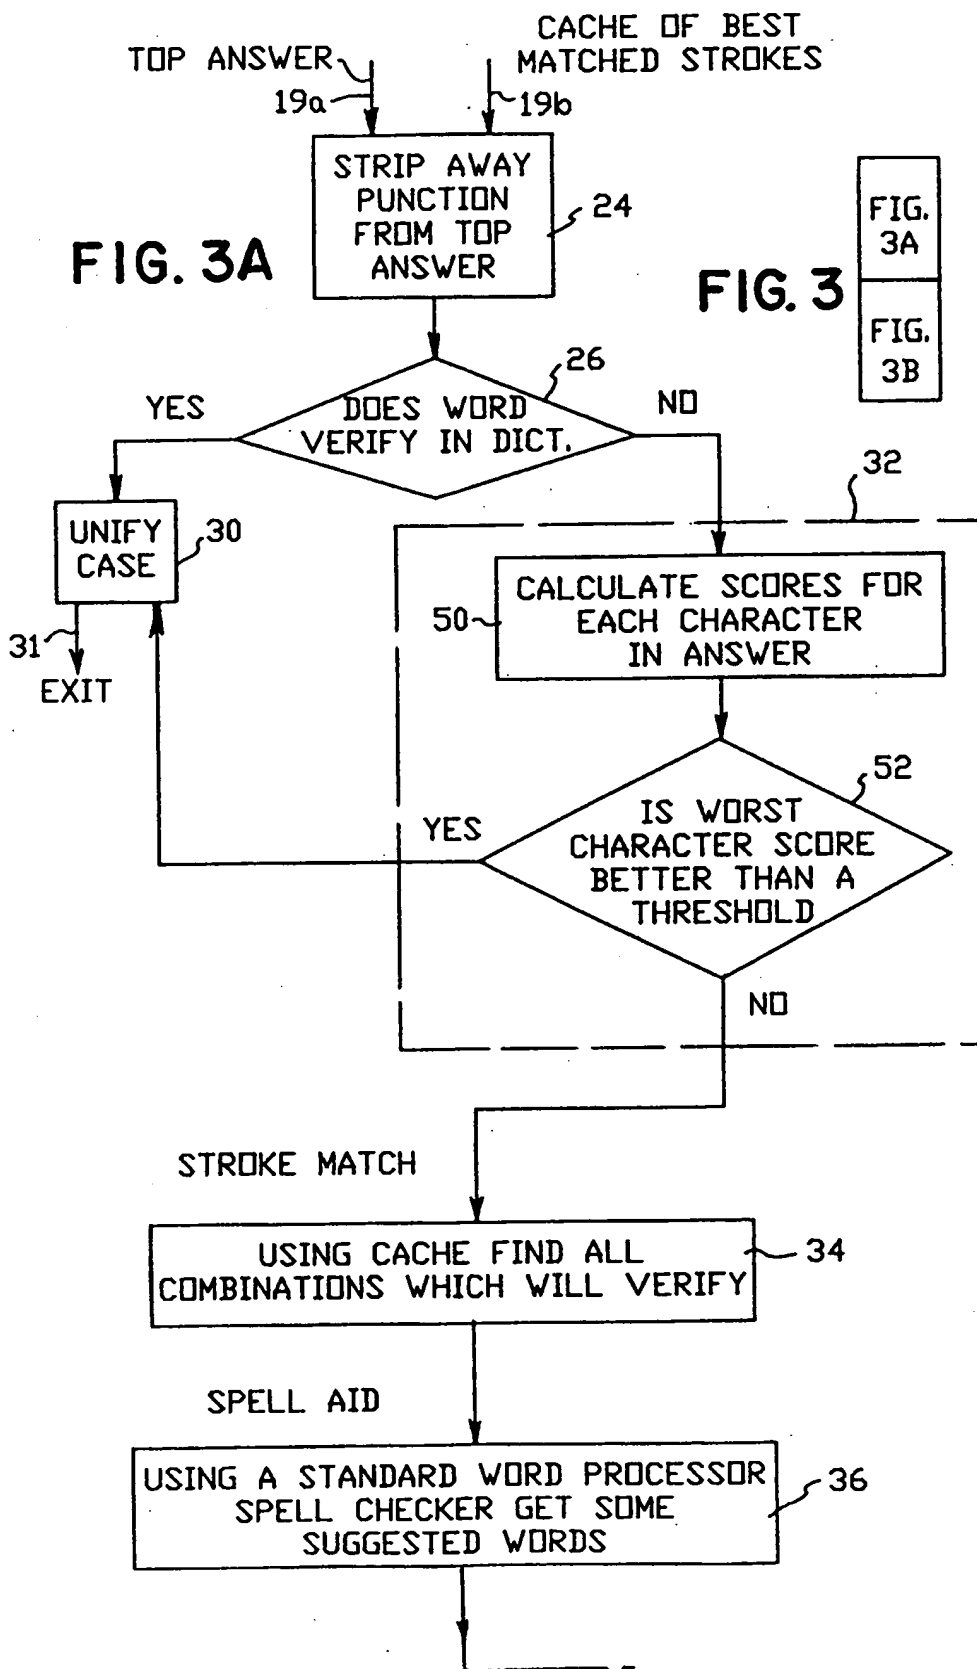 CACHE OF BEST
MATCHED STROKES
TOP ANSWER
19a
19b
STRIP AWAY
PUNCTION
FROM TOP
ANSWER
24
FIG. 3A
FIG. 3
FIG.
3A
FIG.
3B
26
YES
NO
DOES WORD
VERIFY IN DICT.
32
UNIFY
CASE
30
31
EXIT
50
CALCULATE SCORES FOR
EACH CHARACTER
IN ANSWER
52
IS WORST
CHARACTER SCORE
BETTER THAN A
THRESHOLD
YES
NO
STROKE MATCH
USING CACHE FIND ALL
COMBINATIONS WHICH WILL VERIFY
34
SPELL AID
USING A STANDARD WORD PROCESSOR
SPELL CHECKER GET SOME
SUGGESTED WORDS
36